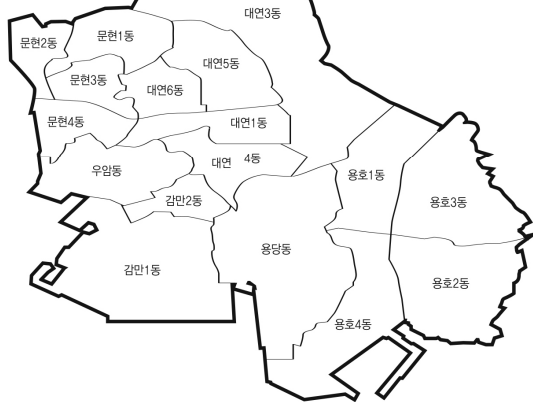 대연3동
문현1동
문현2동
대연5동
문현3동
대연6동
문현4동
대연1동
대연 4동
우암동
용호1동
감만2동
용호3동
용당동
감만1동
용호2동
용호4동